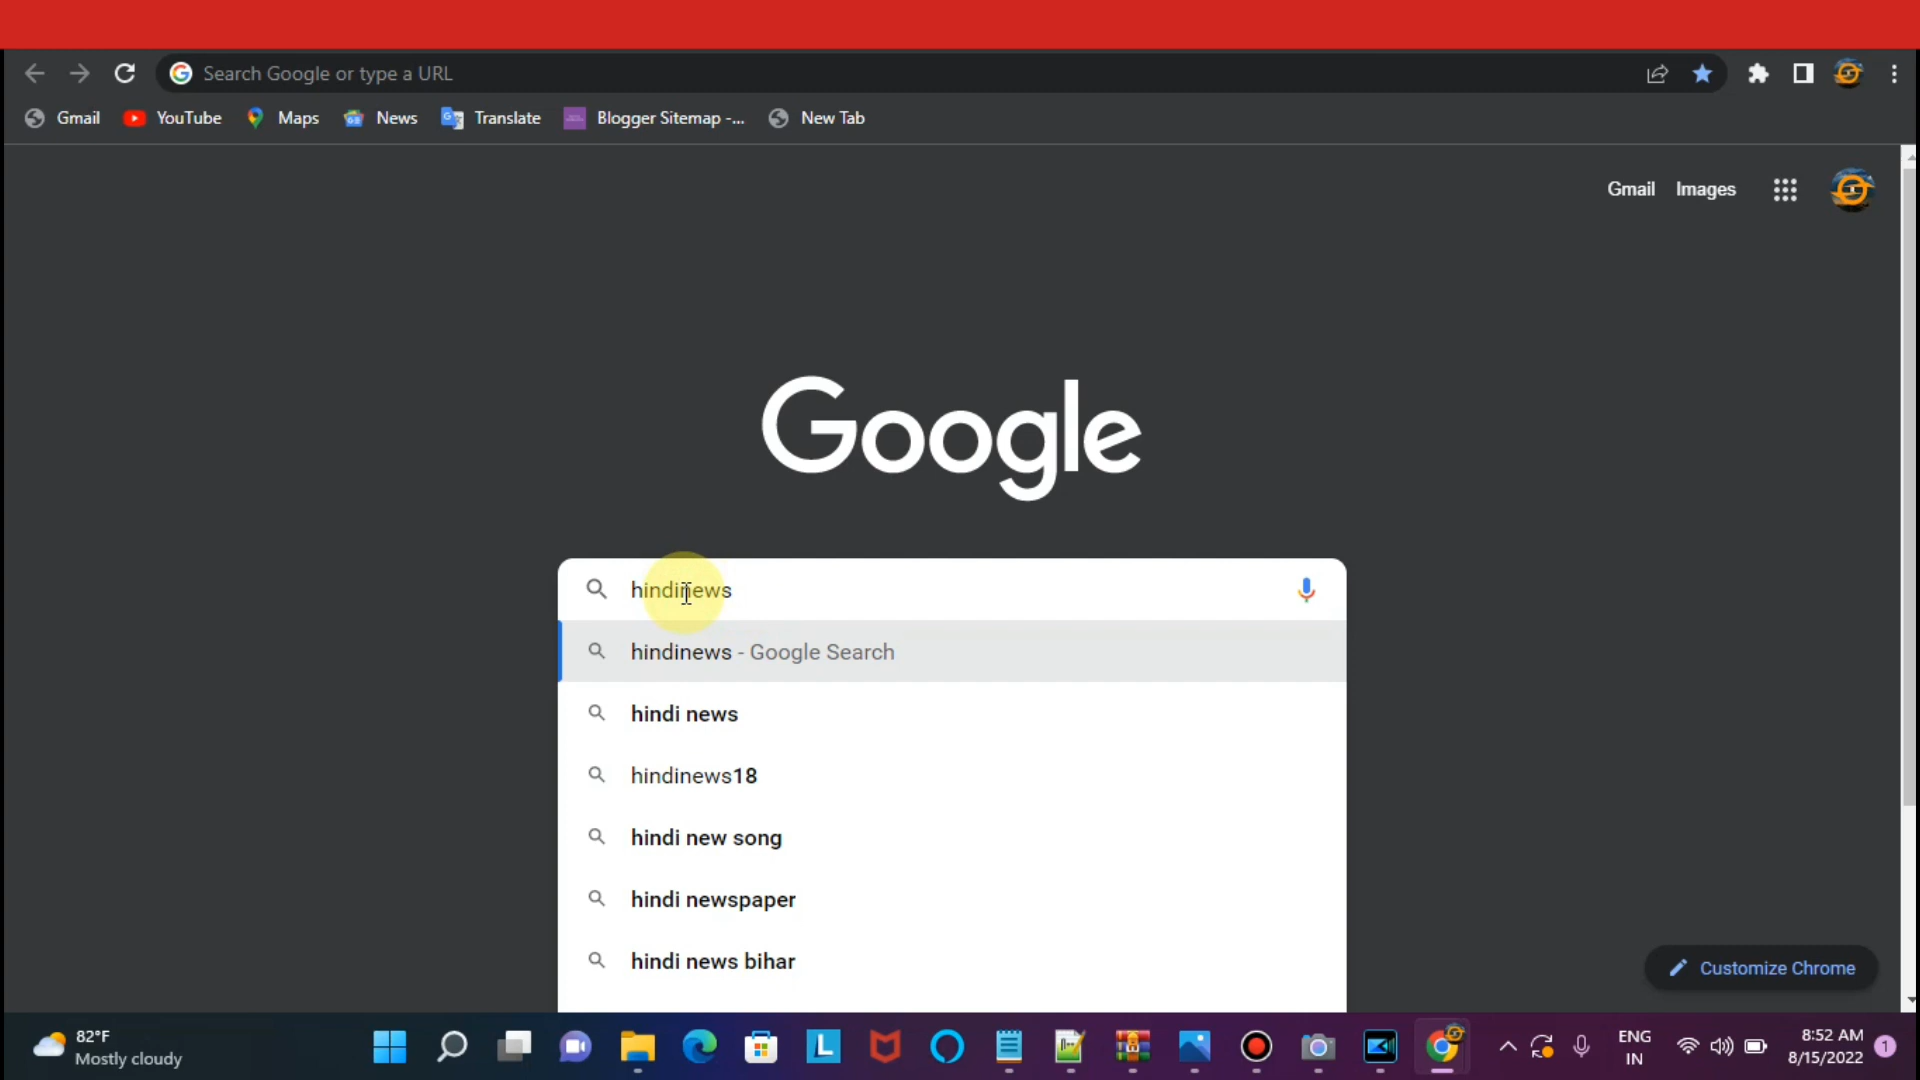 Search Google or type a URL
Gmail YouTube Maps News Translate Blogger Sitemap -... New Tab
Gmail Images
Google
hindinews
hindinews - Google Search
hindi news
hindinews18
hindi new song
hindi newspaper
hindi news bihar
Customize Chrome
82°F
Mostly cloudy
ENG
IN
8:52 AM
8/15/2022
1